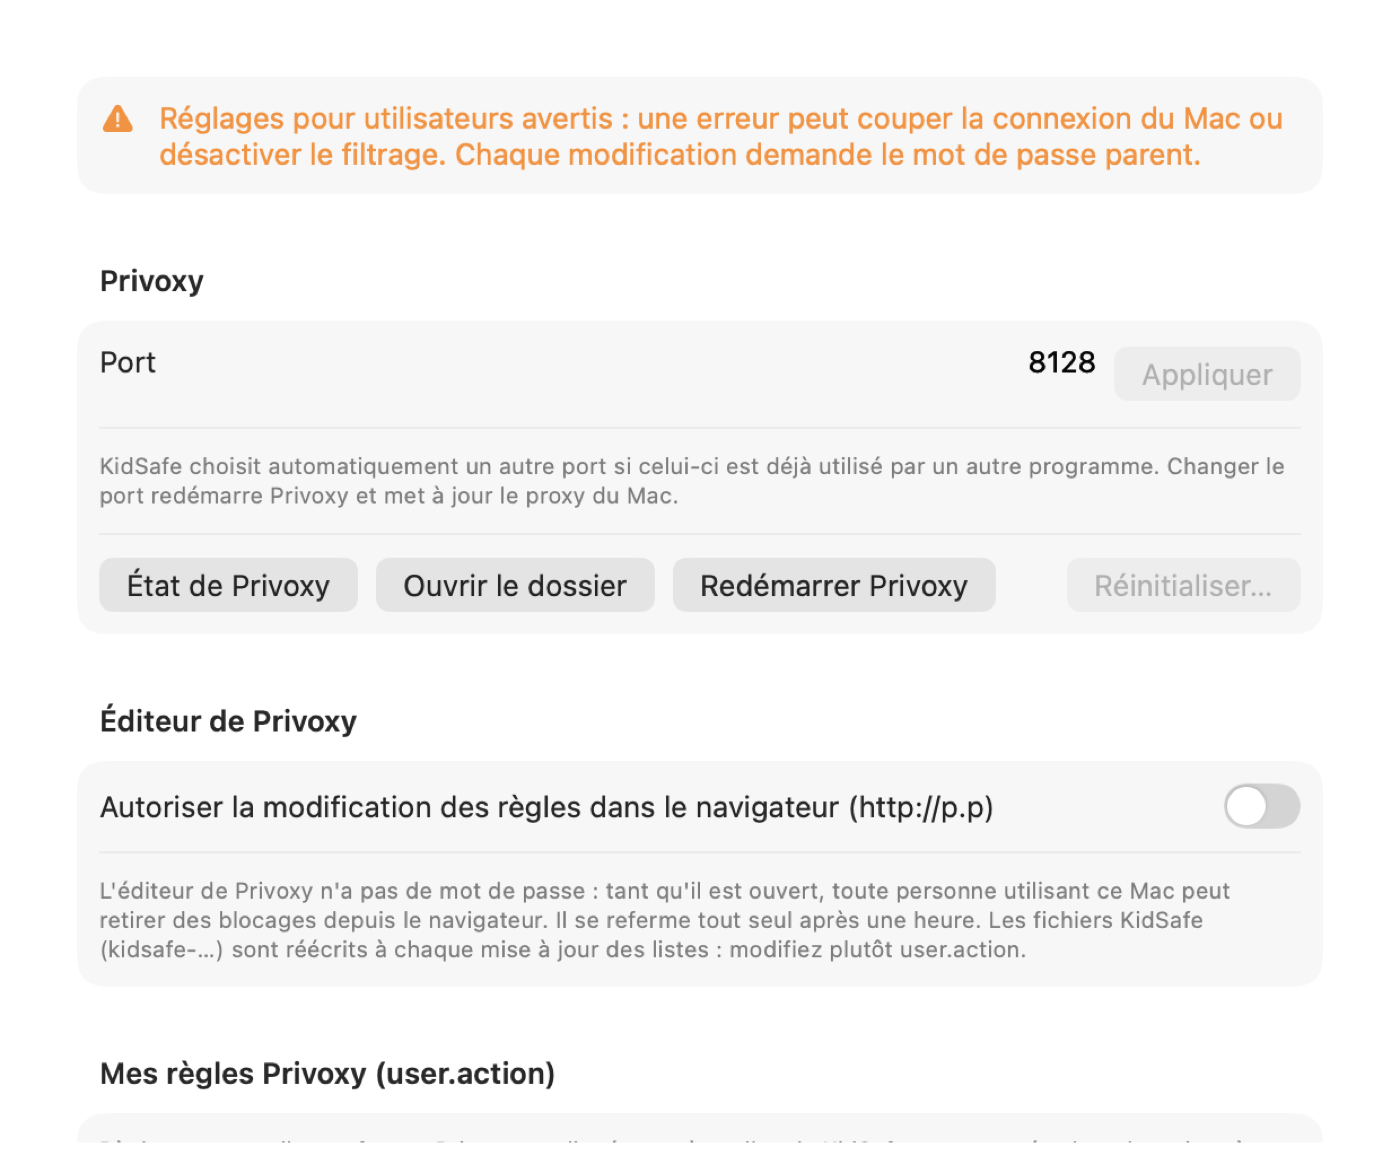 Réglages pour utilisateurs avertis : une erreur peut couper la connexion du Mac ou
désactiver le filtrage. Chaque modification demande le mot de passe parent.
Privoxy
Port
8128
Appliquer
KidSafe choisit automatiquement un autre port si celui-ci est déjà utilisé par un autre programme. Changer le
port redémarre Privoxy et met à jour le proxy du Mac.
État de Privoxy
Ouvrir le dossier
Redémarrer Privoxy
Réinitialiser...
Éditeur de Privoxy
Autoriser la modification des règles dans le navigateur (http://p.p)
L'éditeur de Privoxy n'a pas de mot de passe : tant qu'il est ouvert, toute personne utilisant ce Mac peut
retirer des blocages depuis le navigateur. Il se referme tout seul après une heure. Les fichiers KidSafe
(kidsafe-...) sont réécrits à chaque mise à jour des listes : modifiez plutôt user.action.
Mes règles Privoxy (user.action)